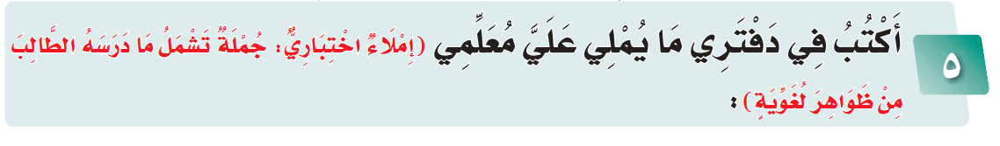 ٥ أَكْتُبُ فِي دَفْتَرِي مَا يُمْلِي عَلَيَّ مُعَلِّمِي (إِمْلَاءٌ اخْتِبَارِيٌّ: جُمْلَةٌ تَشْمَلُ مَا دَرَسَهُ الطَّالِبَ
مِنْ ظَوَاهِرَ لُغَوِّيَةٍ) :